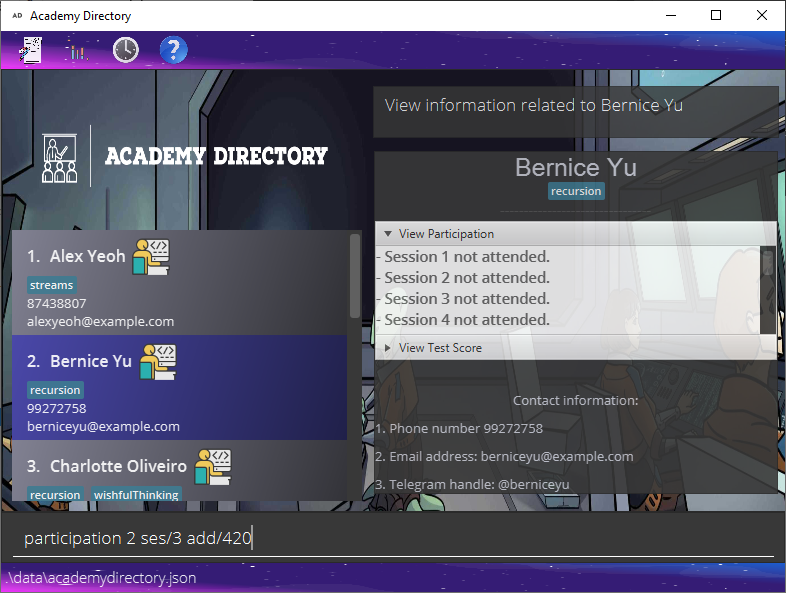 AD Academy Directory
ACADEMY DIRECTORY
1. Alex Yeoh
streams
87438807
alexyeoh@example.com
2. Bernice Yu
recursion
99272758
berniceyu@example.com
3. Charlotte Oliveiro
recursion wishfulThinking
View information related to Bernice Yu
Bernice Yu
recursion
View Participation
- Session 1 not attended.
- Session 2 not attended.
- Session 3 not attended.
- Session 4 not attended.
View Test Score
Contact information:
1. Phone number 99272758
2. Email address: berniceyu@example.com
3. Telegram handle: @berniceyu
participation 2 ses/3 add/420
.\data\academydirectory.json